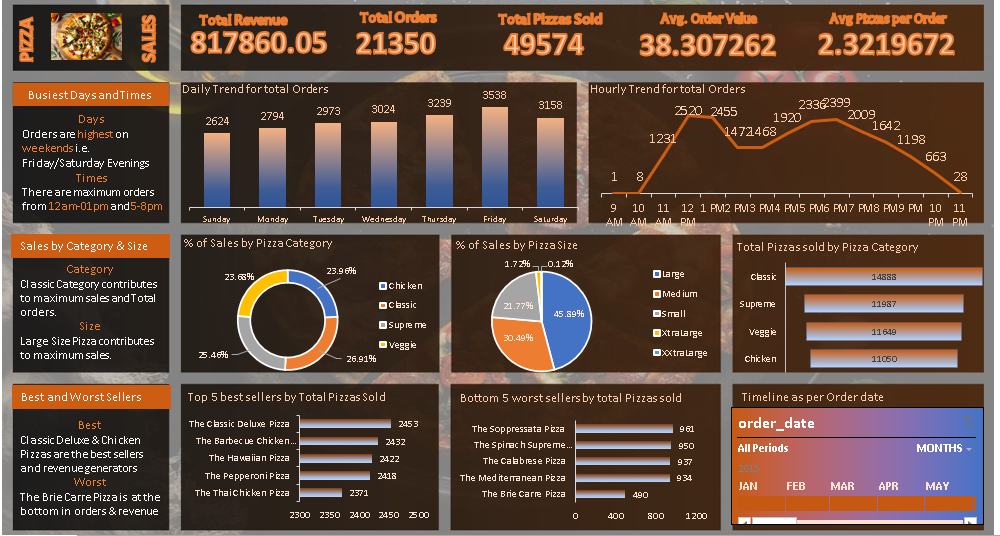 PIZZA
SALES
Total Revenue
817860.05
Total Orders
21350
Total Pizzas Sold
49574
Avg. Order Value
38.307262
Avg Pizzas per Order
2.3219672
Busiest Days and Times
Days
Orders are highest on
weekends i.e.
Friday/Saturday Evenings
Times
There are maximum orders
from 12am-01pm and 5-8pm
Daily Trend for total Orders
2624 2794 2973 3024 3239 3538 3158
Sunday Monday Tuesday Wednesday Thursday Friday Saturday
Hourly Trend for total Orders
1 8 1231 2520 2455 1472 1468 1920 2336 2399 2009 1642 1198 663 28
9 AM 10 AM 11 AM 12 PM 1 PM 2 PM 3 PM 4 PM 5 PM 6 PM 7 PM 8 PM 9 PM 10 PM 11 PM
Sales by Category & Size
Category
Classic Category contributes
to maximum sales and Total
orders.
Size
Large Size Pizza contributes
to maximum sales.
% of Sales by Pizza Category
23.68%
23.96%
25.46%
26.91%
Chicken
Classic
Supreme
Veggie
% of Sales by Pizza Size
1.72%
0.12%
21.77%
45.89%
30.49%
Large
Medium
Small
XtraLarge
XXtraLarge
Total Pizzas sold by Pizza Category
Classic 14888
Supreme 11987
Veggie 11649
Chicken 11050
Best and Worst Sellers
Best
Classic Deluxe & Chicken
Pizzas are the best sellers
and revenue generators
Worst
The Brie Carre Pizza is at the
bottom in orders & revenue
Top 5 best sellers by Total Pizzas Sold
The Classic Deluxe Pizza 2453
The Barbecue Chicken... 2432
The Hawaiian Pizza 2422
The Pepperoni Pizza 2418
The Thai Chicken Pizza 2371
2300 2350 2400 2450 2500
Bottom 5 worst sellers by total Pizzas sold
The Soppressata Pizza 961
The Spinach Supreme... 950
The Calabrese Pizza 937
The Mediterranean Pizza 934
The Brie Carre Pizza 490
0 400 800 1200
Timeline as per Order date
order_date
All Periods
MONTHS
2015
JAN FEB MAR APR MAY